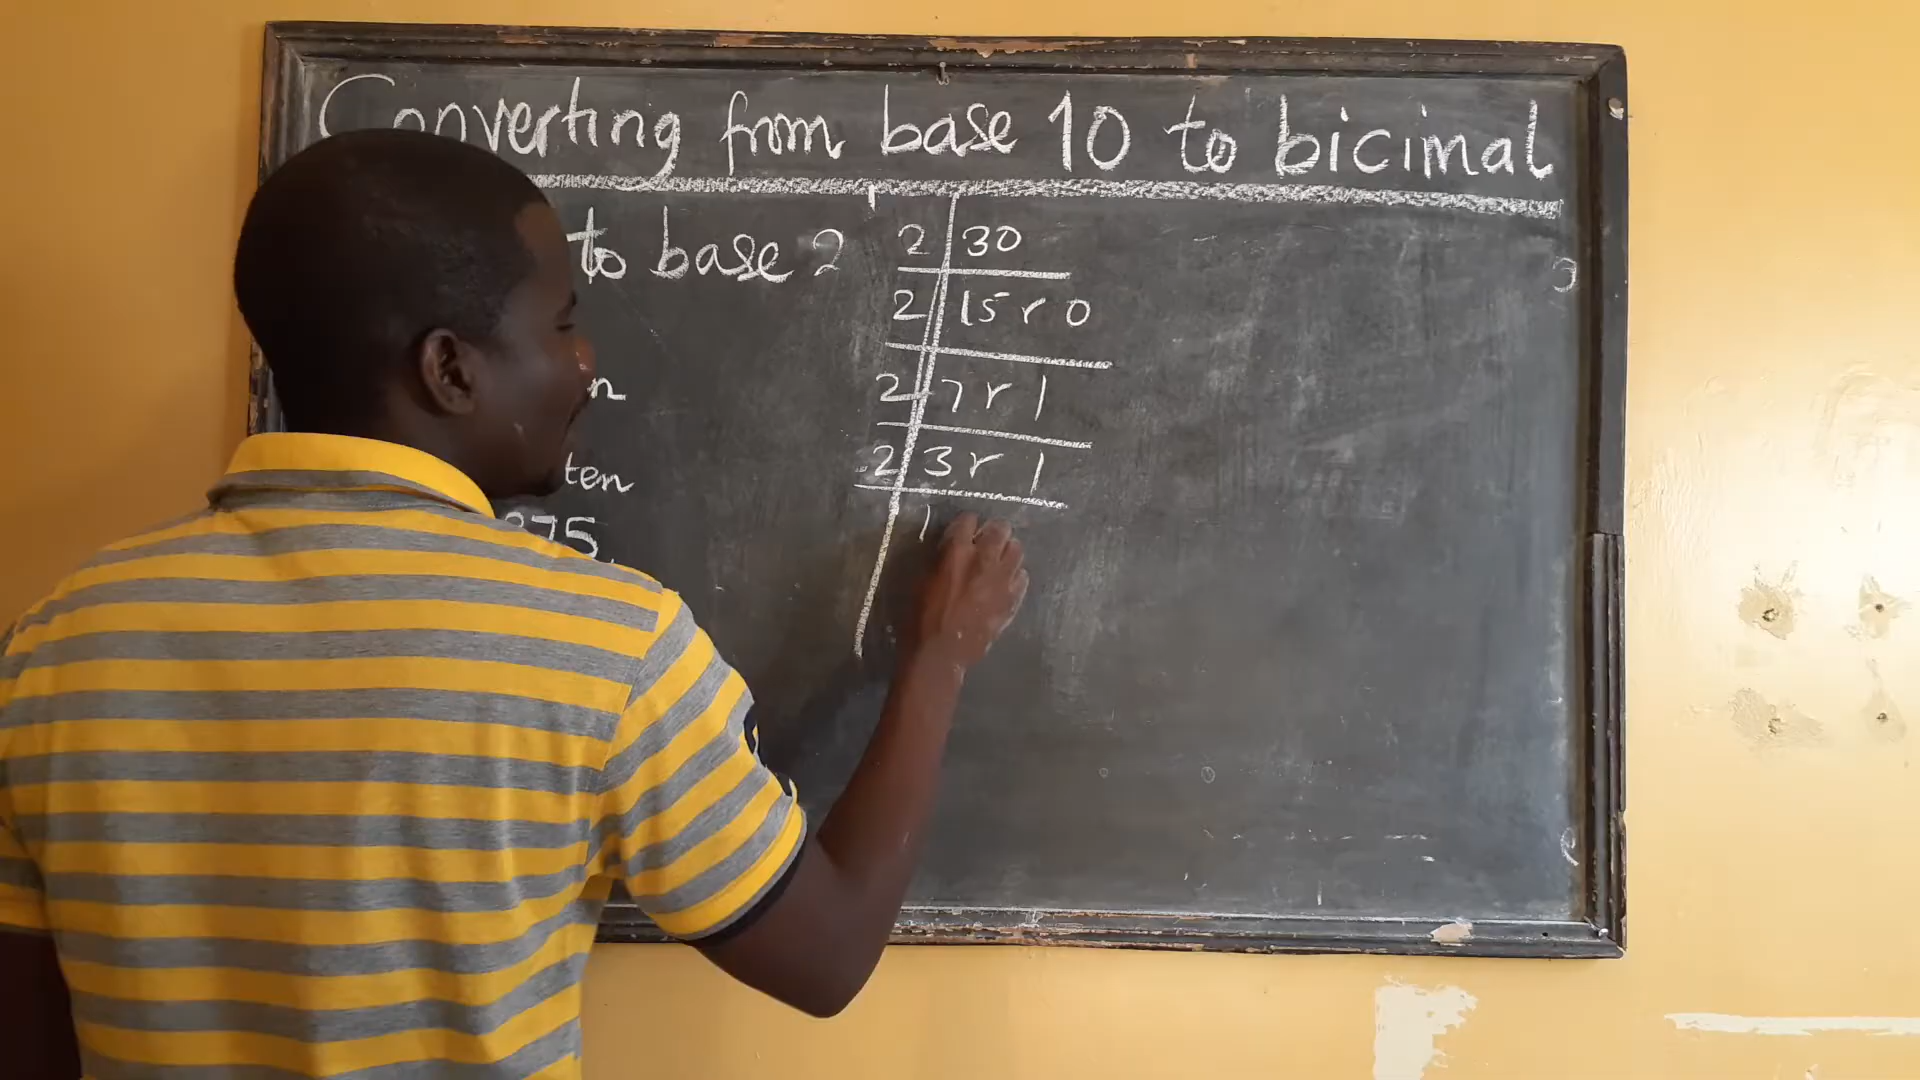 Converting from base 10 to bicimal
to base 2
n
ten
375
2 30
2 15 r 0
2 7 r 1
2 3 r 1
1